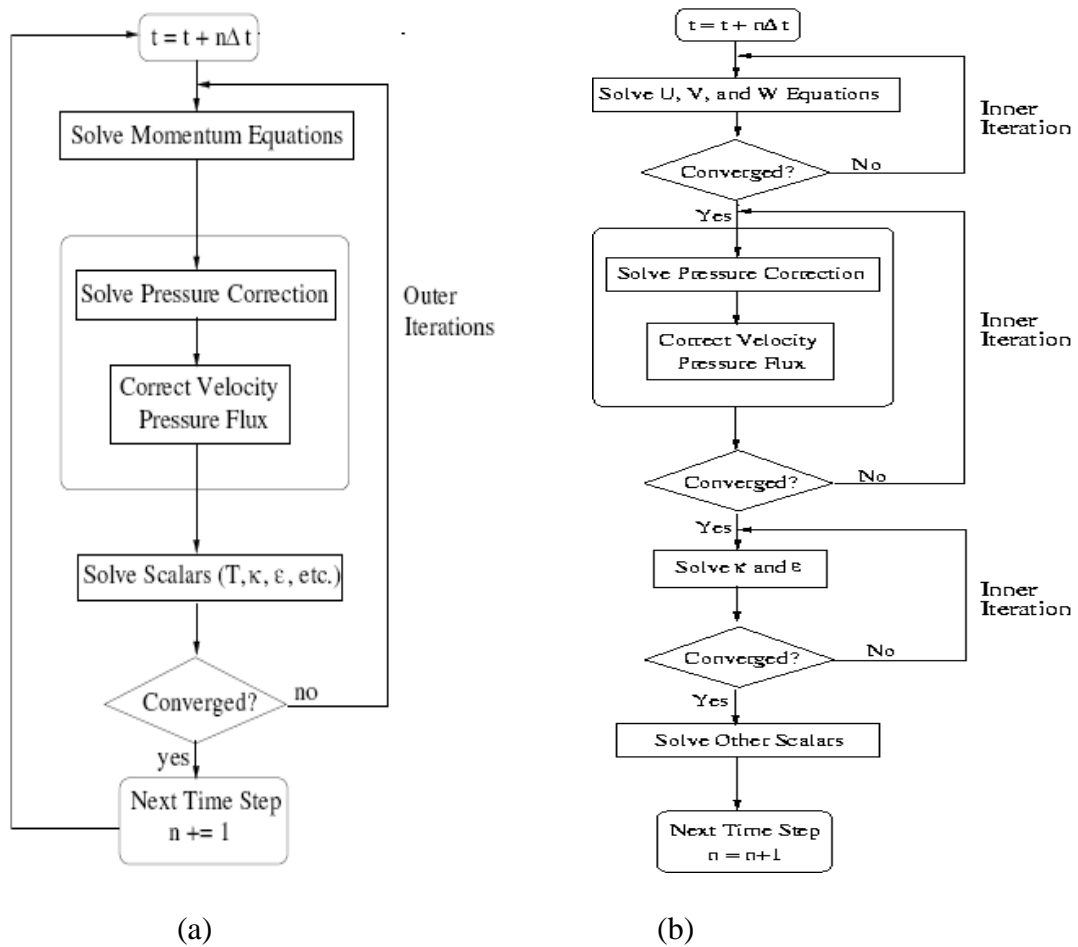 t = t + nΔ t
Solve Momentum Equations
Solve Pressure Correction
Correct Velocity
Pressure Flux
Outer
Iterations
Solve Scalars (T, κ, ε, etc.)
Converged?
no
yes
Next Time Step
n += 1
(a)
t = t + nΔ t
Solve U, V, and W Equations
Inner
Iteration
Converged?
No
Yes
Solve Pressure Correction
Correct Velocity
Pressure Flux
Inner
Iteration
Converged?
No
Yes
Solve κ and ε
Inner
Iteration
Converged?
No
Yes
Solve Other Scalars
Next Time Step
n = n+1
(b)